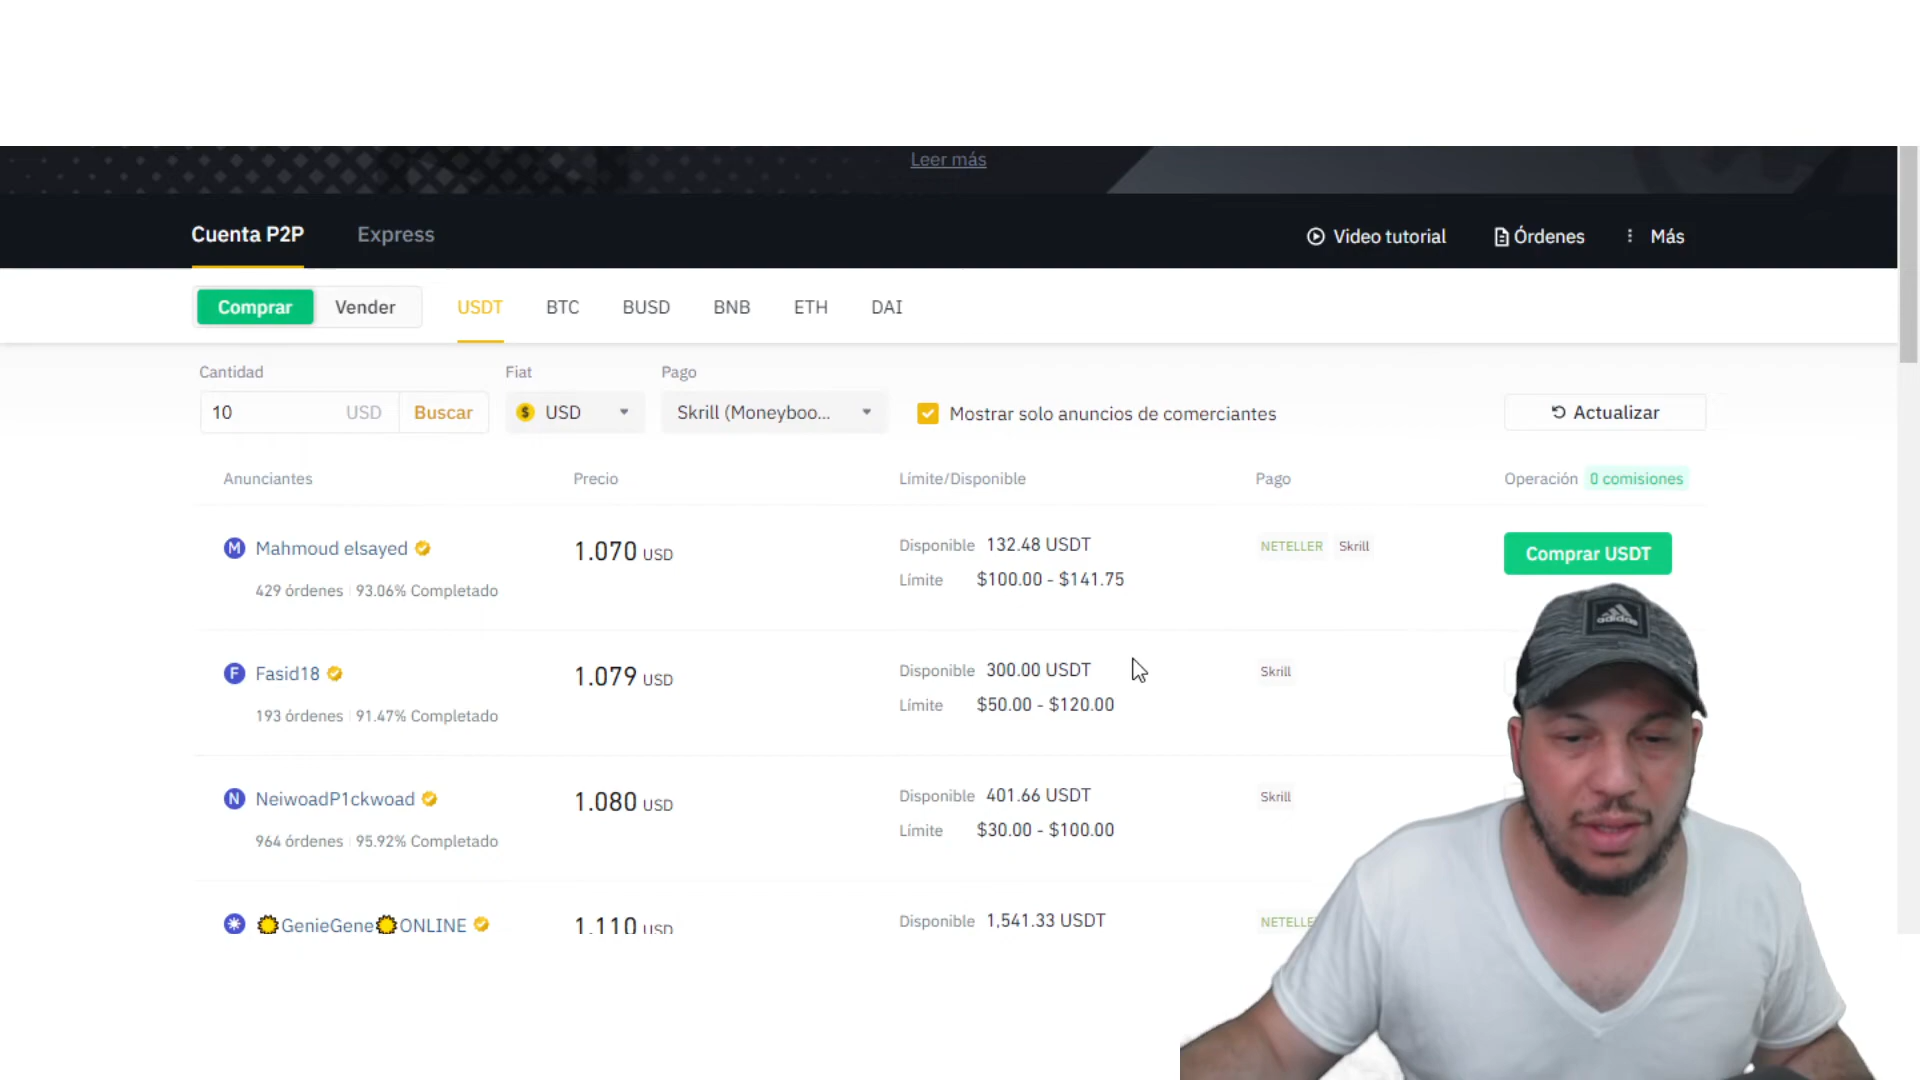 Leer más
Cuenta P2P Express Video tutorial Órdenes Más
Comprar Vender USDT BTC BUSD BNB ETH DAI
Cantidad Fiat Pago
10 USD Buscar $ USD Skrill (Moneyboo... Mostrar solo anuncios de comerciantes Actualizar
Anunciantes Precio Límite/Disponible Pago Operación 0 comisiones
M Mahmoud elsayed 1.070 USD Disponible 132.48 USDT NETELLER Skrill Comprar USDT
429 órdenes 93.06% Completado Límite $100.00 - $141.75
F Fasid18 1.079 USD Disponible 300.00 USDT Skrill
193 órdenes 91.47% Completado Límite $50.00 - $120.00
N NeiwoadP1ckwoad 1.080 USD Disponible 401.66 USDT Skrill
964 órdenes 95.92% Completado Límite $30.00 - $100.00
GenieGene ONLINE 1.110 USD Disponible 1,541.33 USDT NETELLE
adidas